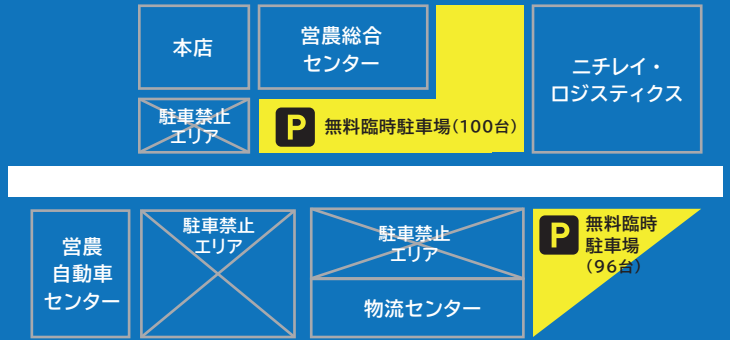 本店
営農総合
センター
ニチレイ・
ロジスティクス
駐車禁止
エリア
P 無料臨時駐車場(100台)
営農
自動車
センター
駐車禁止
エリア
駐車禁止
エリア
物流センター
P 無料臨時
駐車場
(96台)